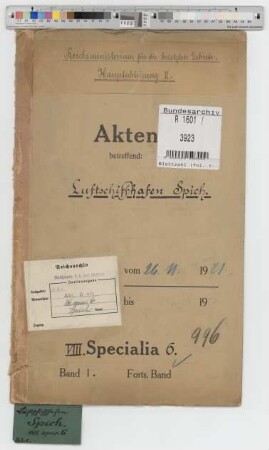 Reichsministerium für die besetzten Gebiete.
Hauptabteilung II.
Bundesarchiv
R 1601
3923
Akten
betreffend:
Luftschiffhafen Spich.
Reichsarchiv
vom 26. 1921
bis 19
996
VIII Specialia 6.
Band 1. Forts. Band
Luftschiffhafen
Spich.